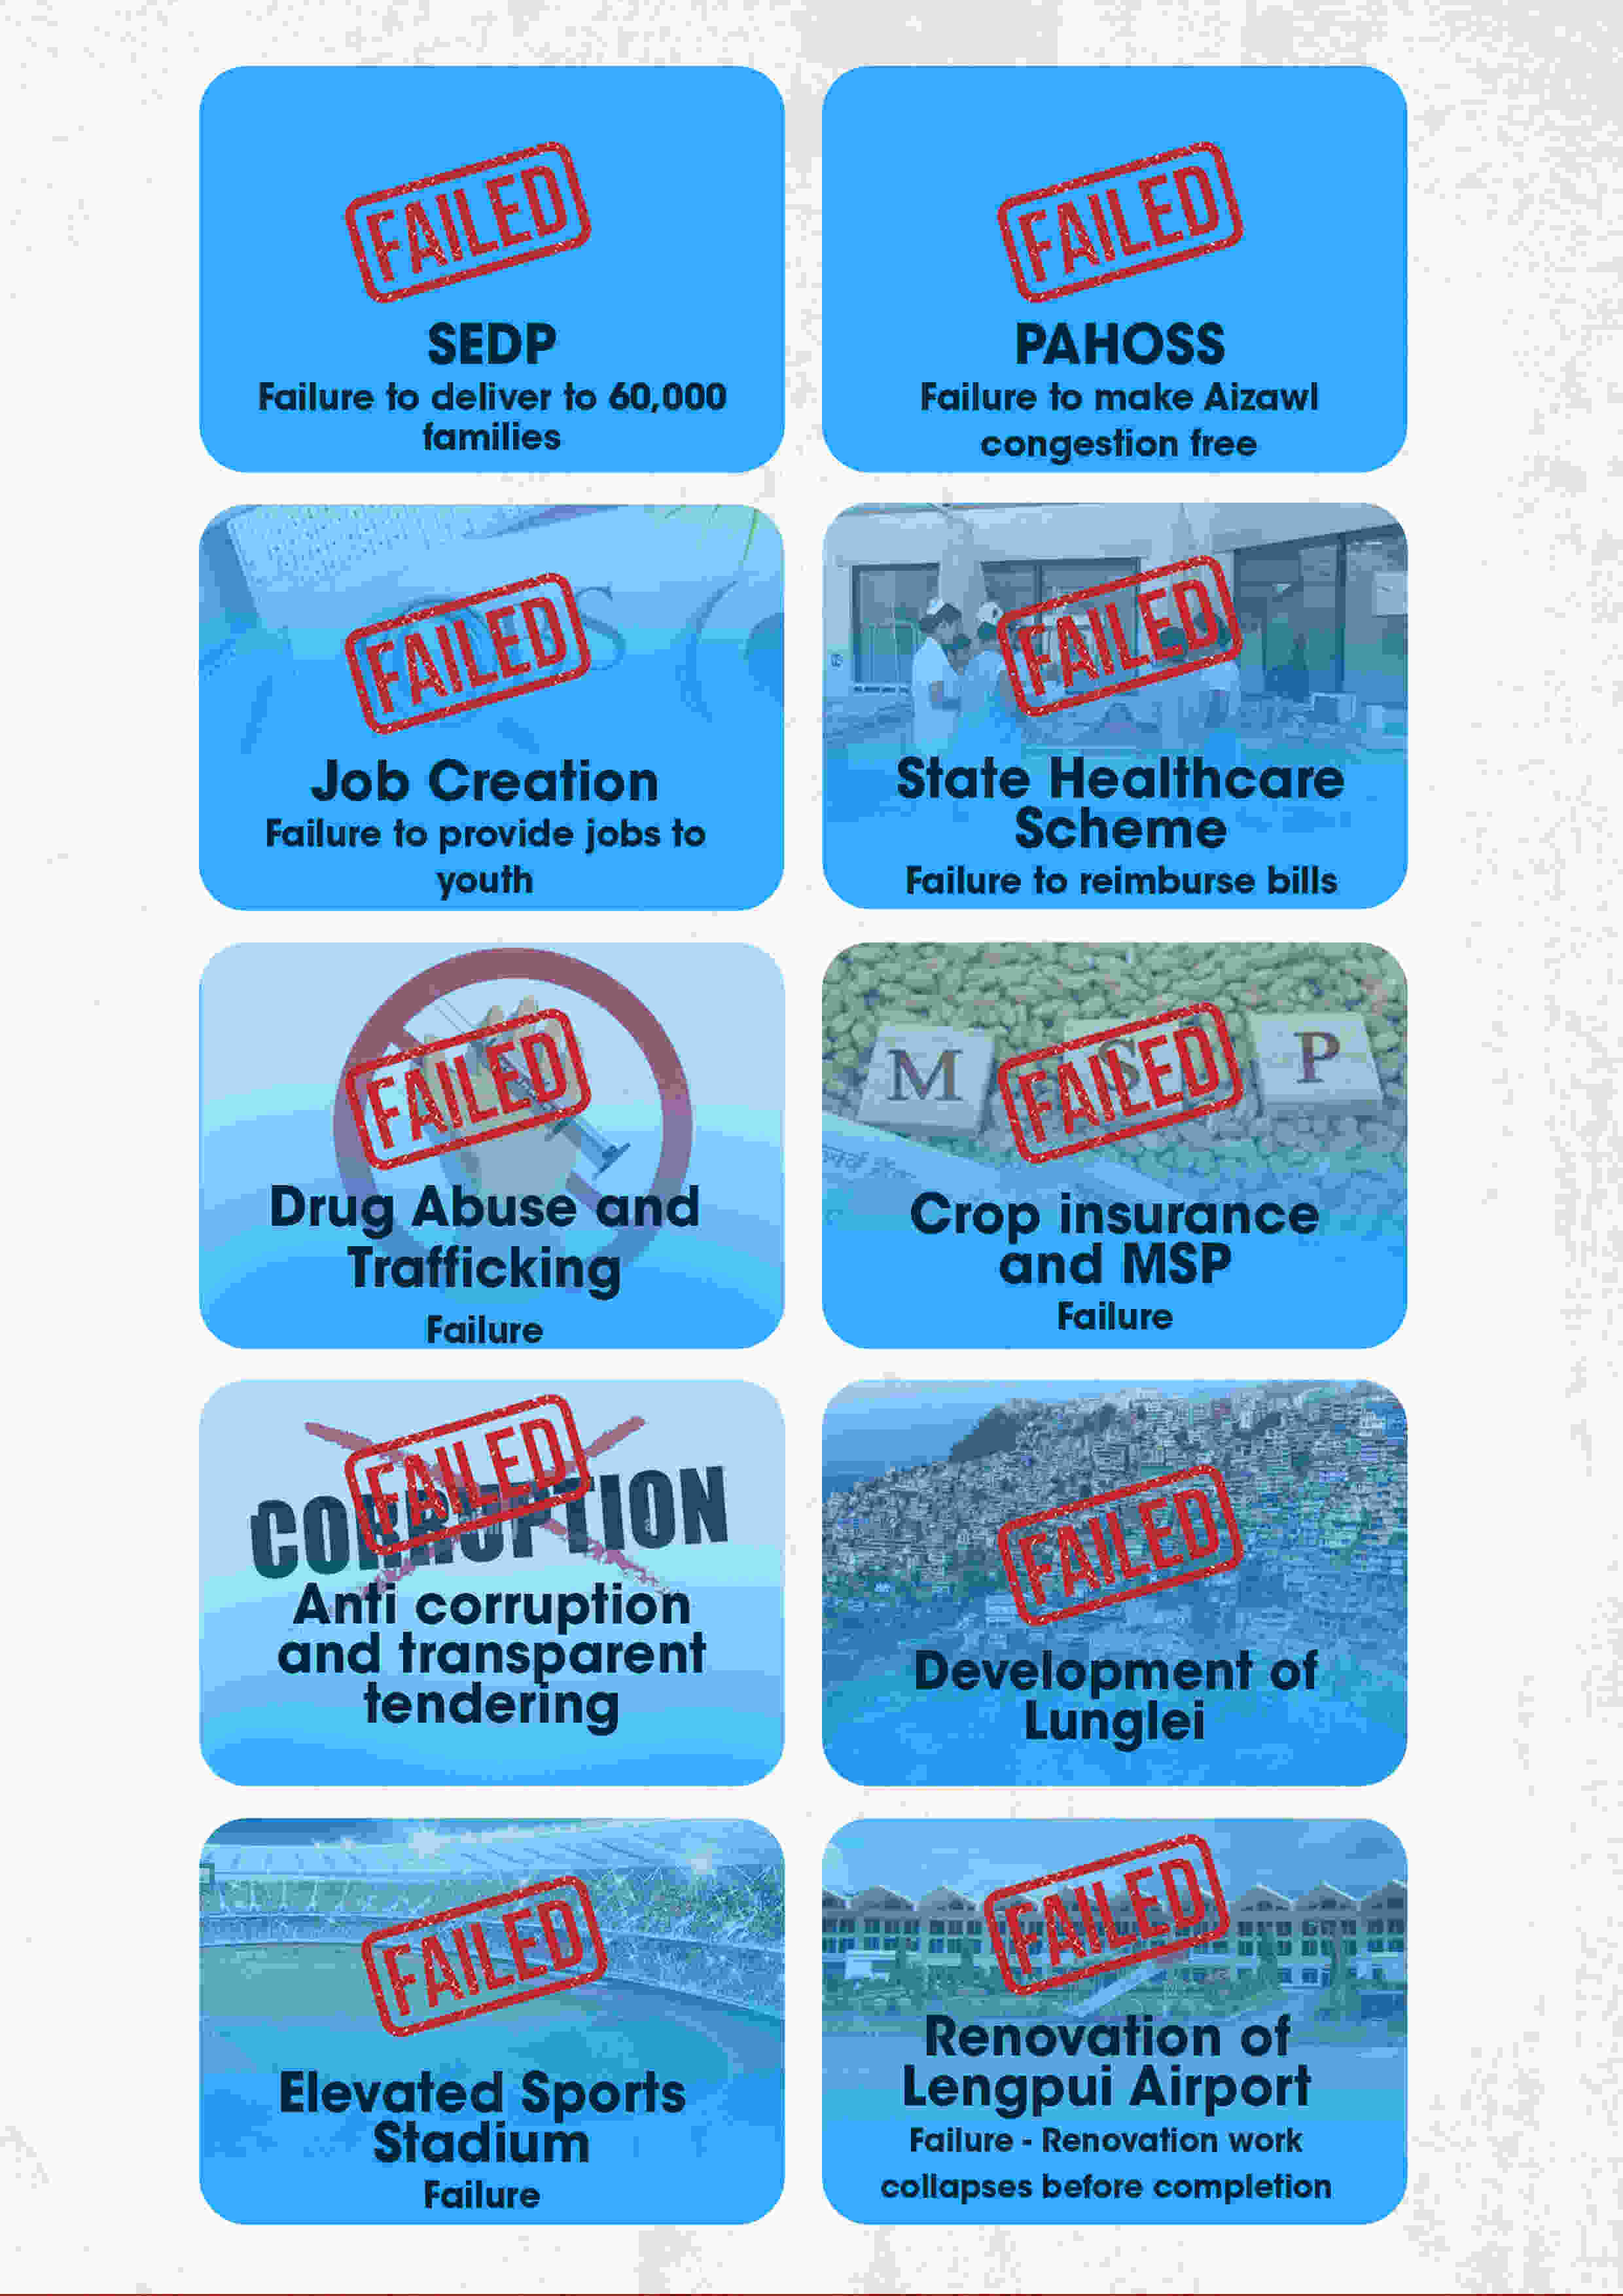 FAILED
SEDP
Failure to deliver to 60,000
families
FAILED
PAHOSS
Failure to make Aizawl
congestion free
FAILED
Job Creation
Failure to provide jobs to
youth
FAILED
State Healthcare
Scheme
Failure to reimburse bills
FAILED
Drug Abuse and
Trafficking
Failure
M S P
FAILED
Crop insurance
and MSP
Failure
FAILED
CORRUPTION
Anti corruption
and transparent
tendering
FAILED
Development of
Lunglei
FAILED
Elevated Sports
Stadium
Failure
FAILED
Renovation of
Lengpui Airport
Failure - Renovation work
collapses before completion